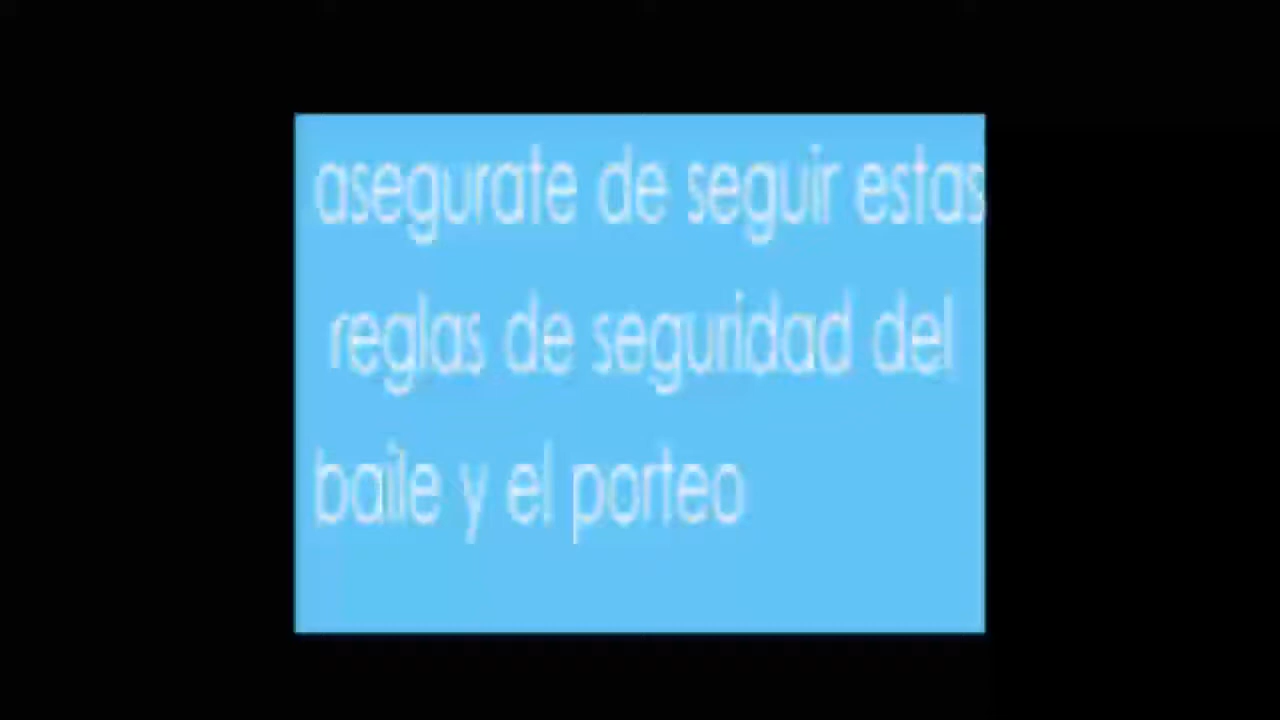 asegurate de seguir estas
reglas de seguridad del
baile y el porteo